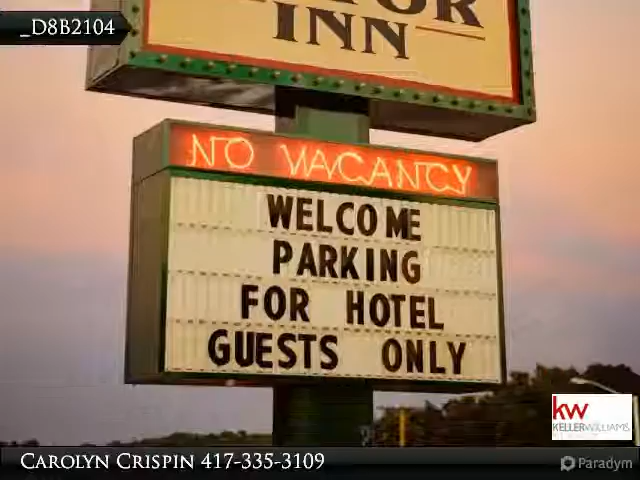 _D8B2104
INN
NO VACANCY
WELCOME
PARKING
FOR HOTEL
GUESTS ONLY
kw
KELLERWILLIAMS
CAROLYN CRISPIN 417-335-3109
Paradym